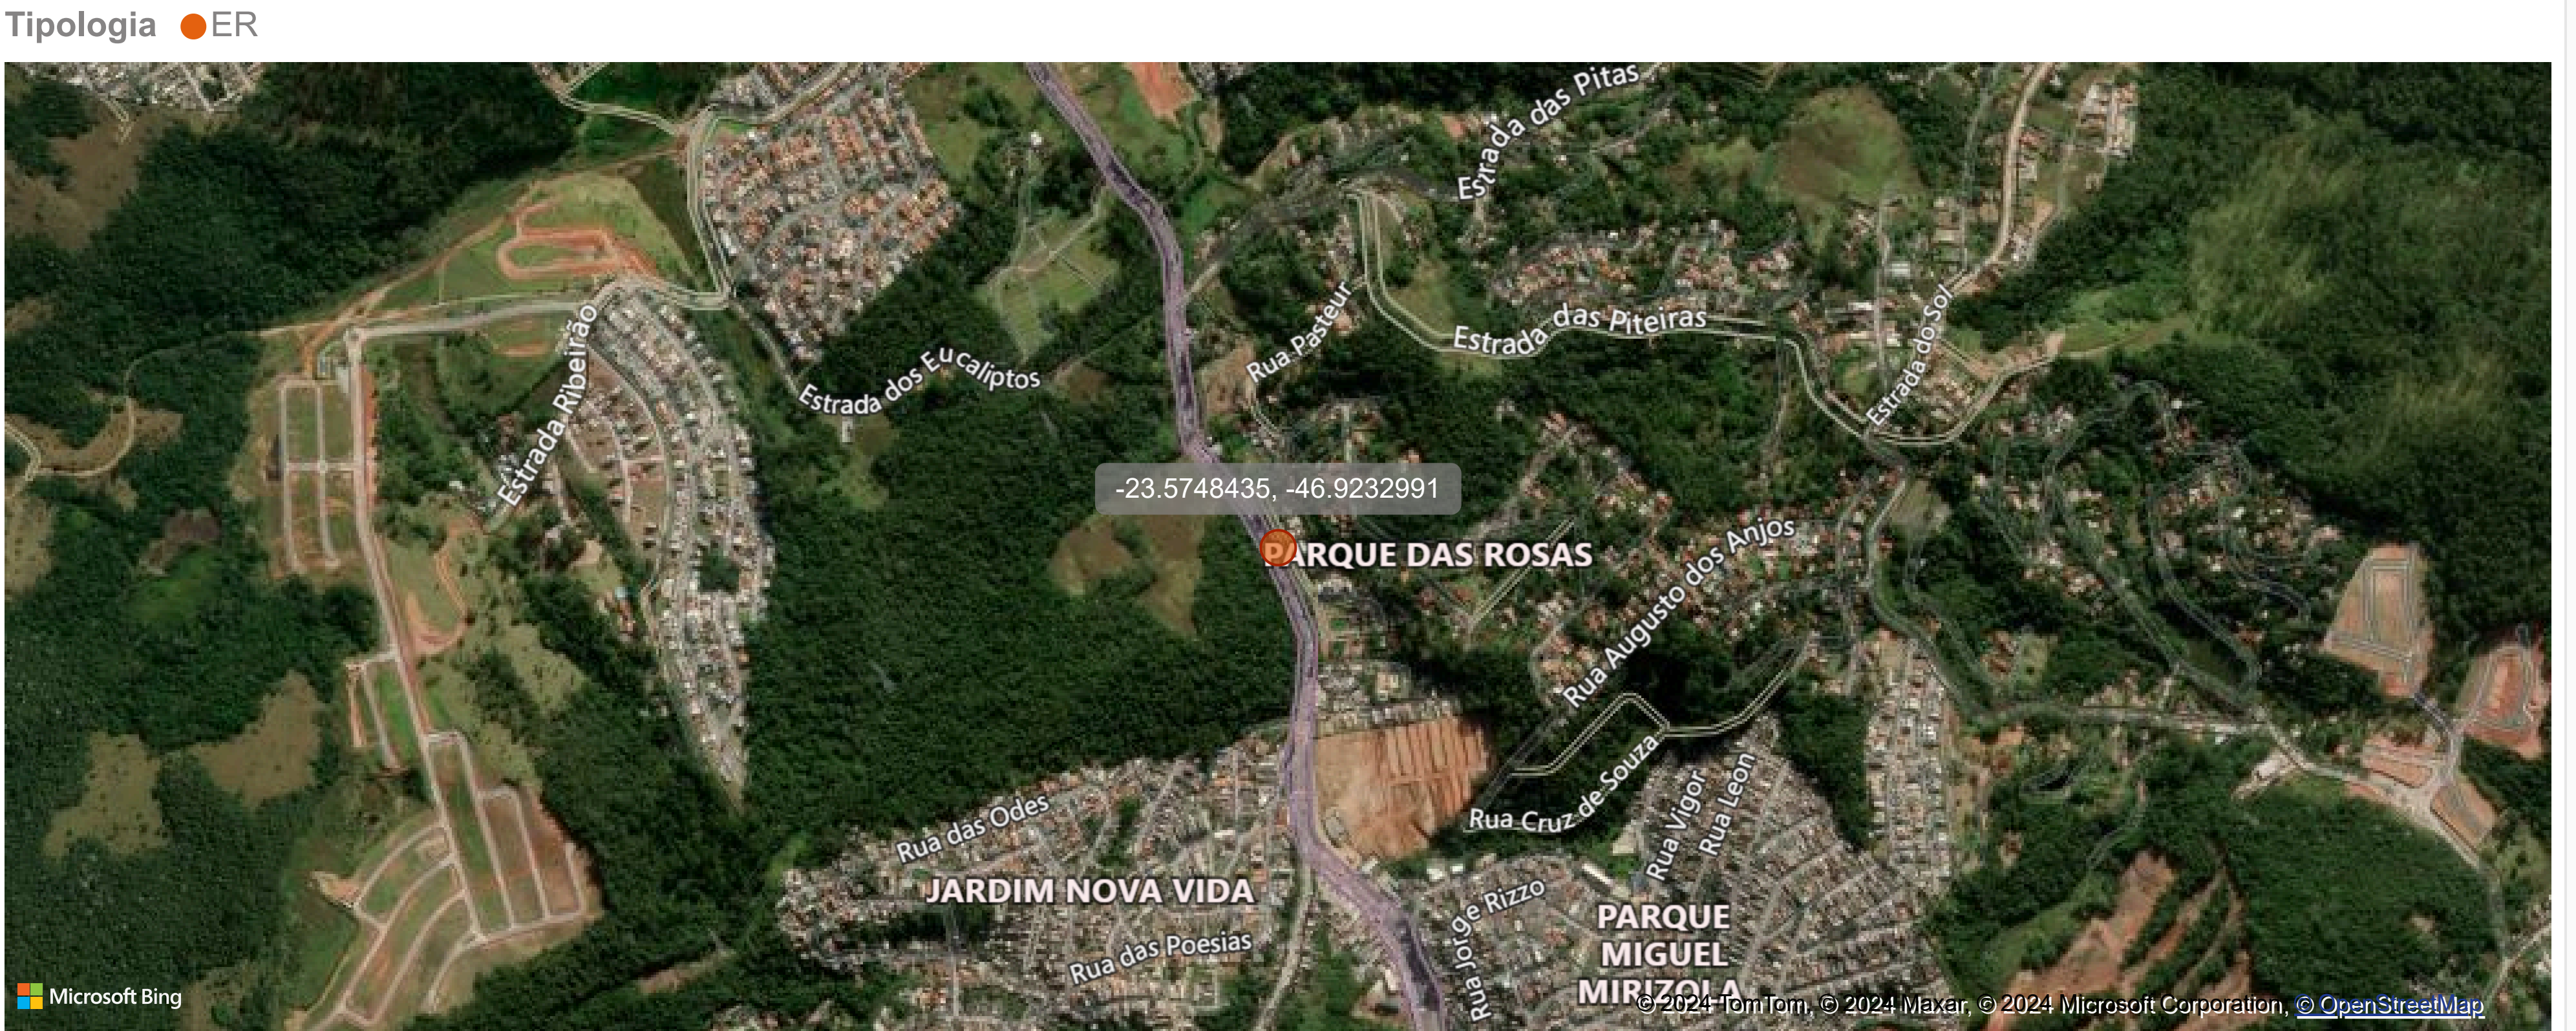 Tipologia ER
Estrada das Pitas
Estrada Ribeirão
Estrada dos Eucaliptos
Rua Pasteur
Estrada das Piteiras
Estrada do Sol
-23.5748435, -46.9232991
PARQUE DAS ROSAS
Rua Augusto dos Anjos
Rua das Odes
Rua Cruz de Souza
Rua Vigor
Rua Leon
JARDIM NOVA VIDA
Rua Jorge Rizzo
PARQUE
MIGUEL
MIRIZOLA
Rua das Poesias
Microsoft Bing
© 2024 TomTom, © 2024 Maxar, © 2024 Microsoft Corporation, © OpenStreetMap